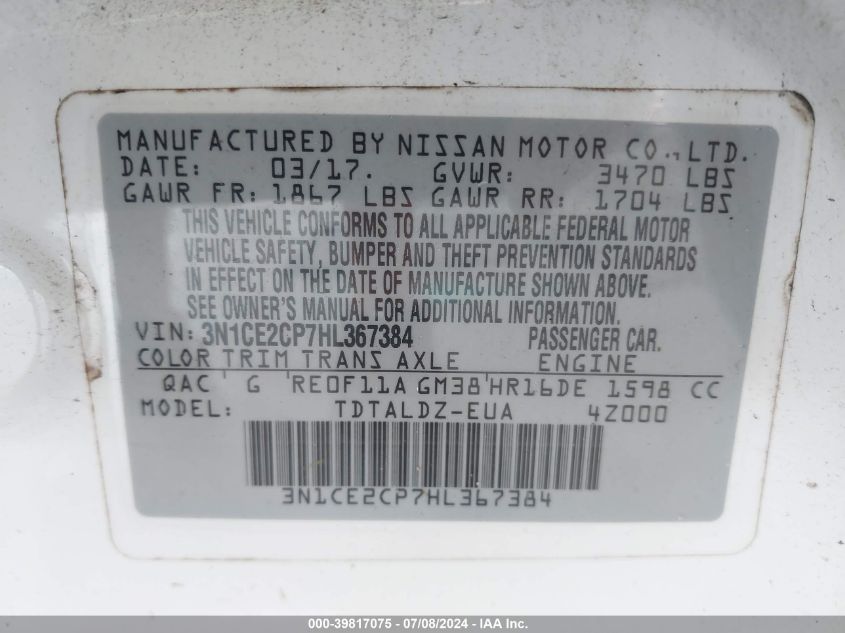 MANUFACTURED BY NISSAN MOTOR CO., LTD.
DATE: 03/17. GVWR: 3470 LBS
GAWR FR: 1867 LBS GAWR RR: 1704 LBS
THIS VEHICLE CONFORMS TO ALL APPLICABLE FEDERAL MOTOR
VEHICLE SAFETY, BUMPER AND THEFT PREVENTION STANDARDS
IN EFFECT ON THE DATE OF MANUFACTURE SHOWN ABOVE.
SEE OWNER'S MANUAL FOR ADDITIONAL INFORMATION.
VIN: 3N1CE2CP7HL367384 PASSENGER CAR.
COLOR TRIM TRANS AXLE ENGINE
QAC G RE0F11A GM38 HR16DE 1598 CC
MODEL: TDTALDZ-EUA 4Z000
3N1CE2CP7HL367384
000-39817075 - 07/08/2024 - IAA Inc.